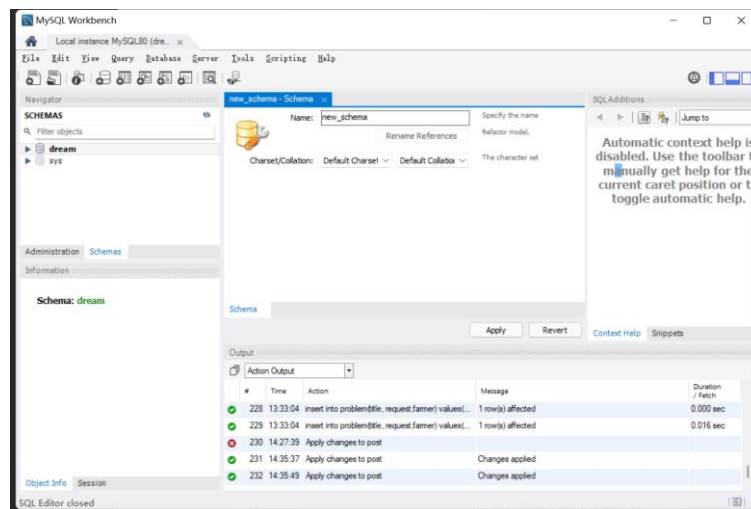 MySQL Workbench
Local instance MySQL80 (dre...
File Edit View Query Database Server Tools Scripting Help
Navigator
SCHEMAS
Filter objects
dream
sys
Administration Schemas
Information
Schema: dream
Object Info Session
SQL Editor closed
new_schema - Schema
Name: new_schema
Specify the name
Rename References
Refactor model,
Charset/Collation: Default Charset Default Collation
The character set
Schema
Apply Revert
SQLAdditions
Jump to
Automatic context help is
disabled. Use the toolbar t
manually get help for the
current caret position or t
toggle automatic help.
Context Help Snippets
Output
Action Output
# Time Action Message Duration / Fetch
228 13:33:04 insert into problem(title, request,farmer) values(... 1 row(s) affected 0.000 sec
229 13:33:04 insert into problem(title, request,farmer) values(... 1 row(s) affected 0.016 sec
230 14:27:39 Apply changes to post
231 14:35:37 Apply changes to post Changes applied
232 14:35:49 Apply changes to post Changes applied